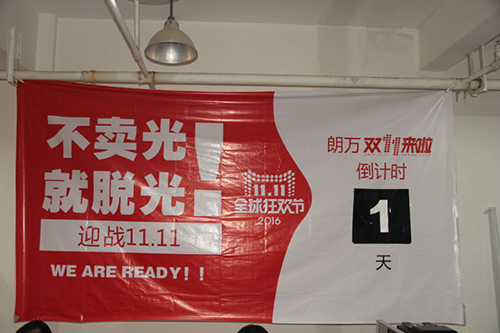 不卖光!
就脱光!
迎战11.11
WE ARE READY!!
11.11
全球狂欢节
2016
朗万 双11来啦
倒计时
1
天